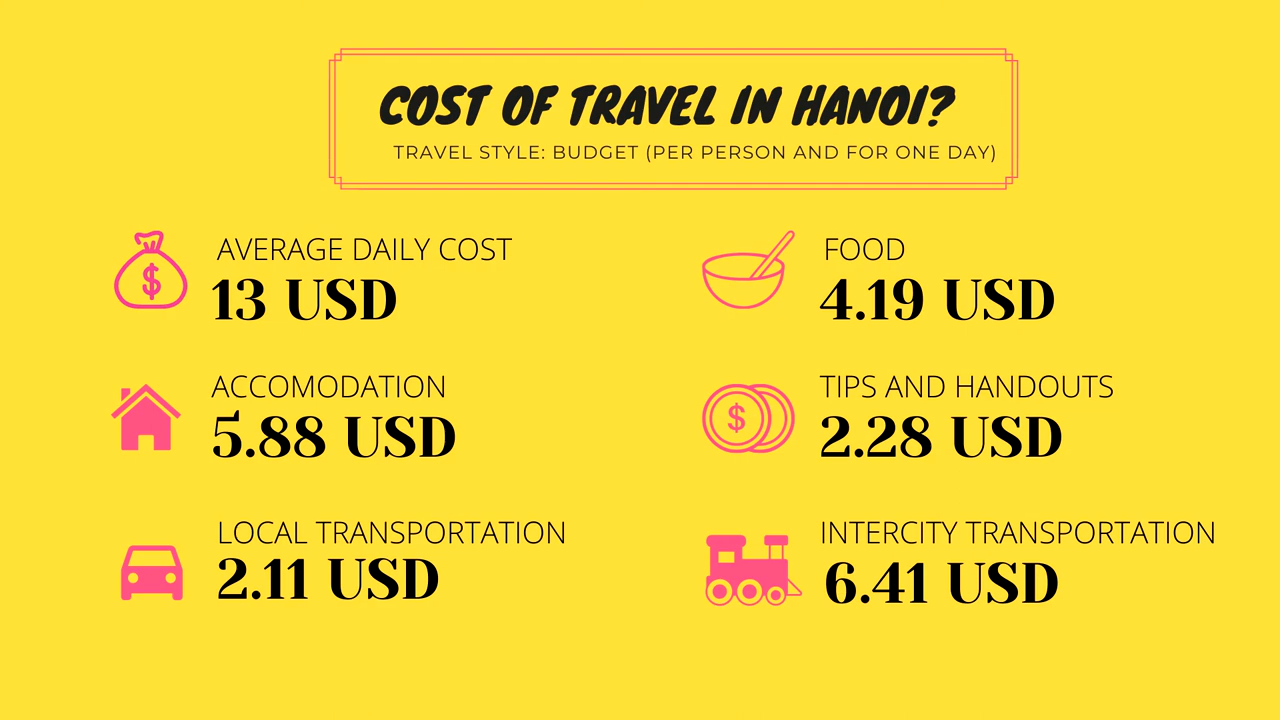 COST OF TRAVEL IN HANOI?
TRAVEL STYLE: BUDGET (PER PERSON AND FOR ONE DAY)
AVERAGE DAILY COST
13 USD
FOOD
4.19 USD
ACCOMODATION
5.88 USD
TIPS AND HANDOUTS
2.28 USD
LOCAL TRANSPORTATION
2.11 USD
INTERCITY TRANSPORTATION
6.41 USD
$
$